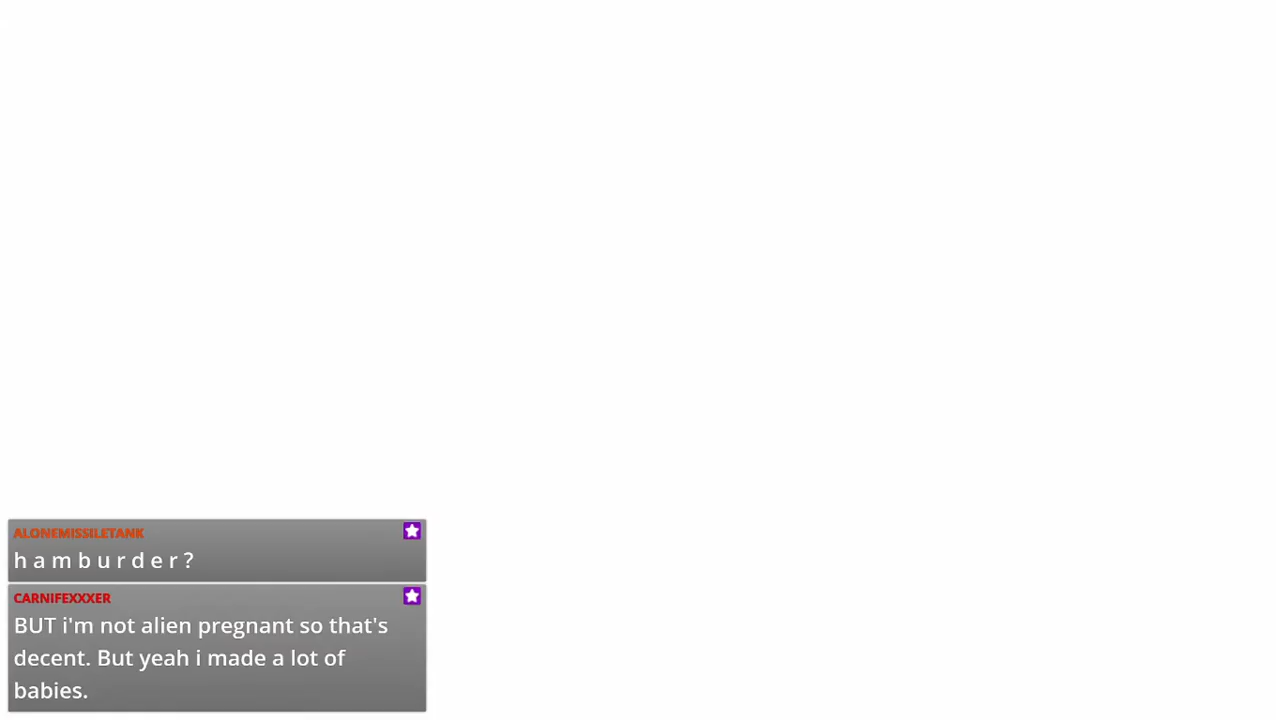 ALONEMISSILETANK
h a m b u r d e r ?
CARNIFEXXXER
BUT i'm not alien pregnant so that's
decent. But yeah i made a lot of
babies.